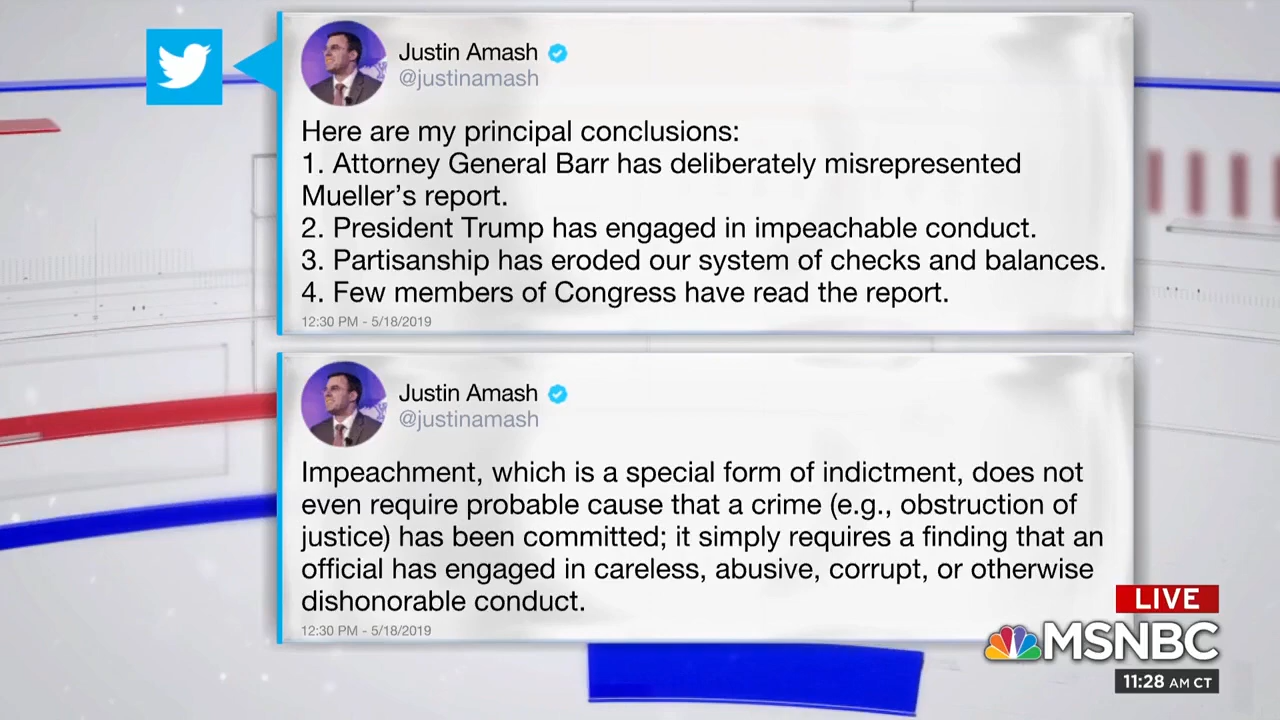 Justin Amash
@justinamash
Here are my principal conclusions:
1. Attorney General Barr has deliberately misrepresented
Mueller’s report.
2. President Trump has engaged in impeachable conduct.
3. Partisanship has eroded our system of checks and balances.
4. Few members of Congress have read the report.
12:30 PM - 5/18/2019
Justin Amash
@justinamash
Impeachment, which is a special form of indictment, does not
even require probable cause that a crime (e.g., obstruction of
justice) has been committed; it simply requires a finding that an
official has engaged in careless, abusive, corrupt, or otherwise
dishonorable conduct.
12:30 PM - 5/18/2019
LIVE
MSNBC
11:28 AM CT